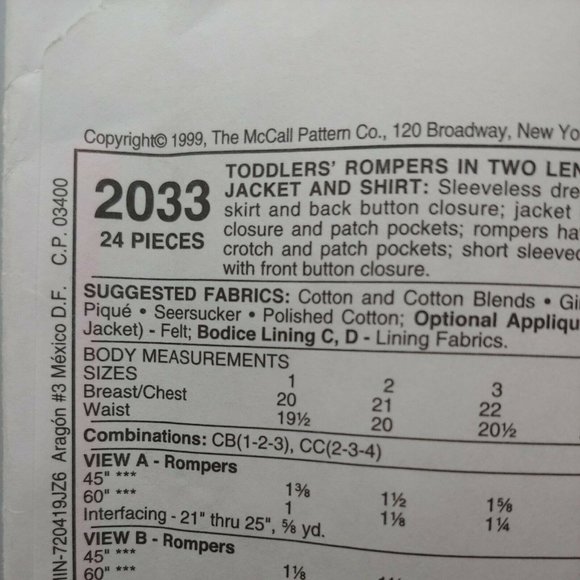 Copyright© 1999, The McCall Pattern Co., 120 Broadway, New Yo
2033
24 PIECES
TODDLERS' ROMPERS IN TWO LEN
JACKET AND SHIRT: Sleeveless dre
skirt and back button closure; jacket
closure and patch pockets; rompers ha
crotch and patch pockets; short sleeved
with front button closure.
SUGGESTED FABRICS: Cotton and Cotton Blends • Gi
Piqué • Seersucker • Polished Cotton; Optional Appliqu
Jacket) - Felt; Bodice Lining C, D - Lining Fabrics.
BODY MEASUREMENTS
SIZES 1 2 3
Breast/Chest 20 21 22
Waist 19½ 20 20½
Combinations: CB(1-2-3), CC(2-3-4)
VIEW A - Rompers
45" *** 1⅜ 1½ 1⅝
60" *** 1 1⅛ 1¼
Interfacing - 21" thru 25", ⅝ yd.
VIEW B - Rompers
45" *** 1⅛
60" ***
MIN-720419JZ6 Aragón #3 México D.F. C.P. 03400